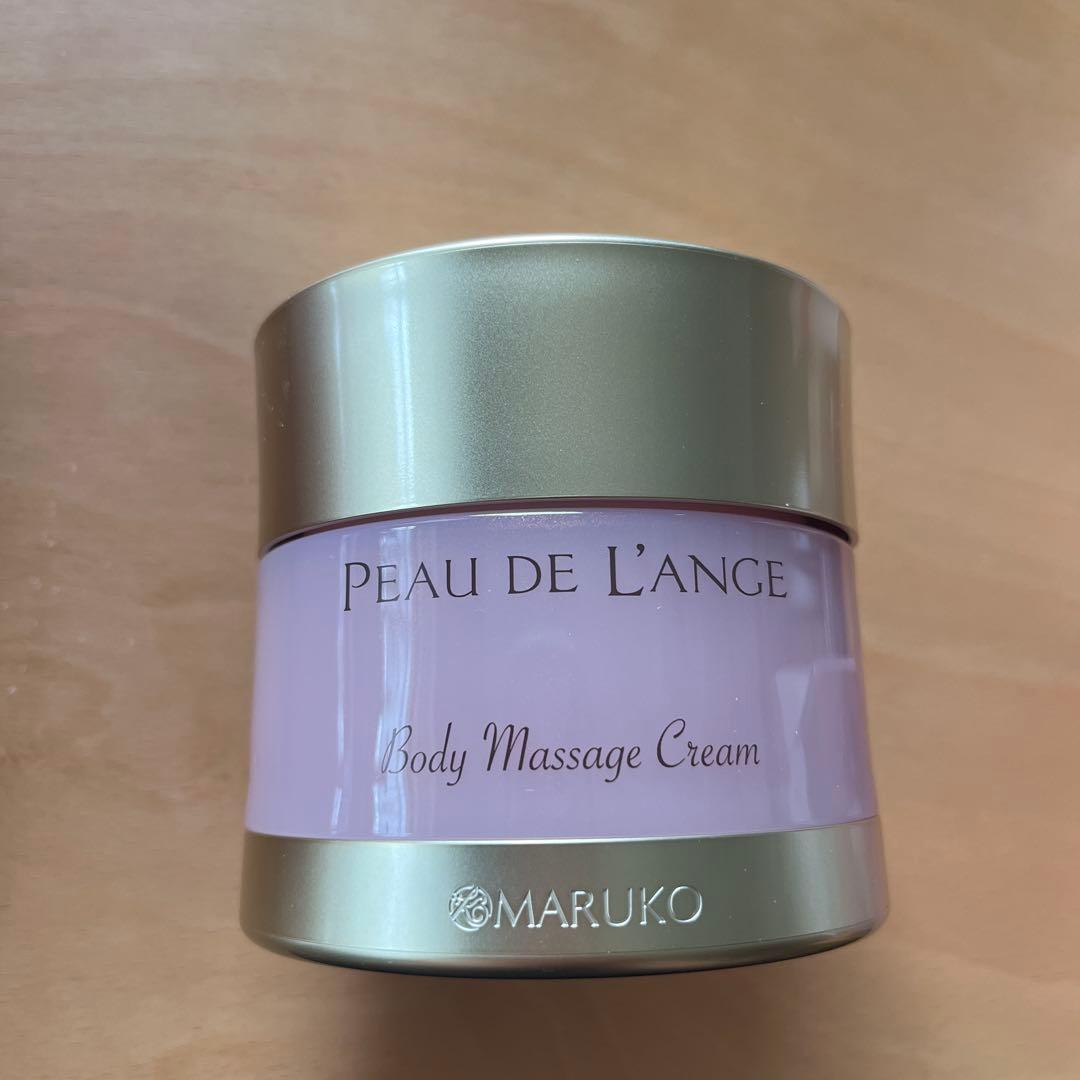 PEAU DE L'ANGE
Body Massage Cream
MARUKO